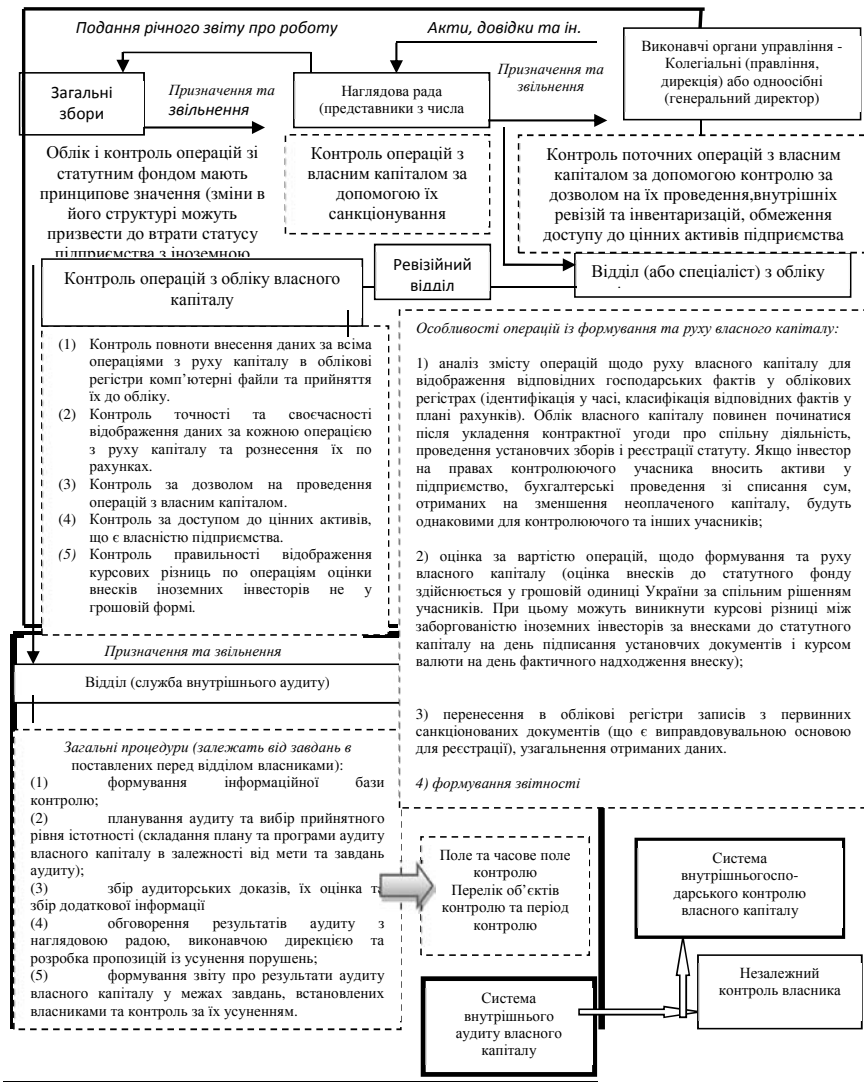 Подання річного звіту про роботу
Акти, довідки та ін.
Загальні
збори
Призначення та
звільнення
Наглядова рада
(представники з числа
Призначення та
звільнення
Виконавчі органи управління -
Колегіальні (правління,
дирекція) або одноосібні
(генеральний директор)
Облік і контроль операцій зі
статутним фондом мають
принципове значення (зміни в
його структурі можуть
призвести до втрати статусу
підприємства з іноземною
Контроль операцій з
власним капіталом за
допомогою їх
санкціонування
Контроль поточних операцій з власним
капіталом за допомогою контролю за
дозволом на їх проведення,внутрішніх
ревізій та інвентаризацій, обмеження
доступу до цінних активів підприємства
Контроль операцій з обліку власного
капіталу
Ревізійний
відділ
Відділ (або спеціаліст) з обліку
(1) Контроль повноти внесення даних за всіма
операціями з руху капіталу в облікові
регістри комп’ютерні файли та прийняття
їх до обліку.
(2) Контроль точності та своєчасності
відображення даних за кожною операцією
з руху капіталу та рознесення їх по
рахунках.
(3) Контроль за дозволом на проведення
операцій з власним капіталом.
(4) Контроль за доступом до цінних активів,
що є власністю підприємства.
(5) Контроль правильності відображення
курсових різниць по операціям оцінки
внесків іноземних інвесторів не у
грошовій формі.
Особливості операцій із формування та руху власного капіталу:
1) аналіз змісту операцій щодо руху власного капіталу для
відображення відповідних господарських фактів у облікових
регістрах (ідентифікація у часі, класифікація відповідних фактів у
плані рахунків). Облік власного капіталу повинен починатися
після укладення контрактної угоди про спільну діяльність,
проведення установчих зборів і реєстрації статуту. Якщо інвестор
на правах контролюючого учасника вносить активи у
підприємство, бухгалтерські проведення зі списання сум,
отриманих на зменшення неоплаченого капіталу, будуть
однаковими для контролюючого та інших учасників;
2) оцінка за вартістю операцій, щодо формування та руху
власного капіталу (оцінка внесків до статутного фонду
здійснюється у грошовій одиниці України за спільним рішенням
учасників. При цьому можуть виникнути курсові різниці між
заборгованістю іноземних інвесторів за внесками до статутного
капіталу на день підписання установчих документів і курсом
валюти на день фактичного надходження внеску);
3) перенесення в облікові регістри записів з первинних
санкціонованих документів (що є виправдовувальною основою
для реєстрації), узагальнення отриманих даних.
4) формування звітності
Призначення та звільнення
Відділ (служба внутрішнього аудиту)
Загальні процедури (залежать від завдань в
поставлених перед відділом власниками):
(1) формування інформаційної бази
контролю;
(2) планування аудиту та вибір прийнятного
рівня істотності (складання плану та програми аудиту
власного капіталу в залежності від мети та завдань
аудиту);
(3) збір аудиторських доказів, їх оцінка та
збір додаткової інформації
(4) обговорення результатів аудиту з
наглядовою радою, виконавчою дирекцією та
розробка пропозицій із усунення порушень;
(5) формування звіту про результати аудиту
власного капіталу у межах завдань, встановлених
власниками та контроль за їх усуненням.
Поле та часове поле
контролю
Перелік об’єктів
контролю та період
контролю
Система
внутрішньогоспо-
дарського контролю
власного капіталу
Незалежний
контроль власника
Система
внутрішнього
аудиту власного
капіталу